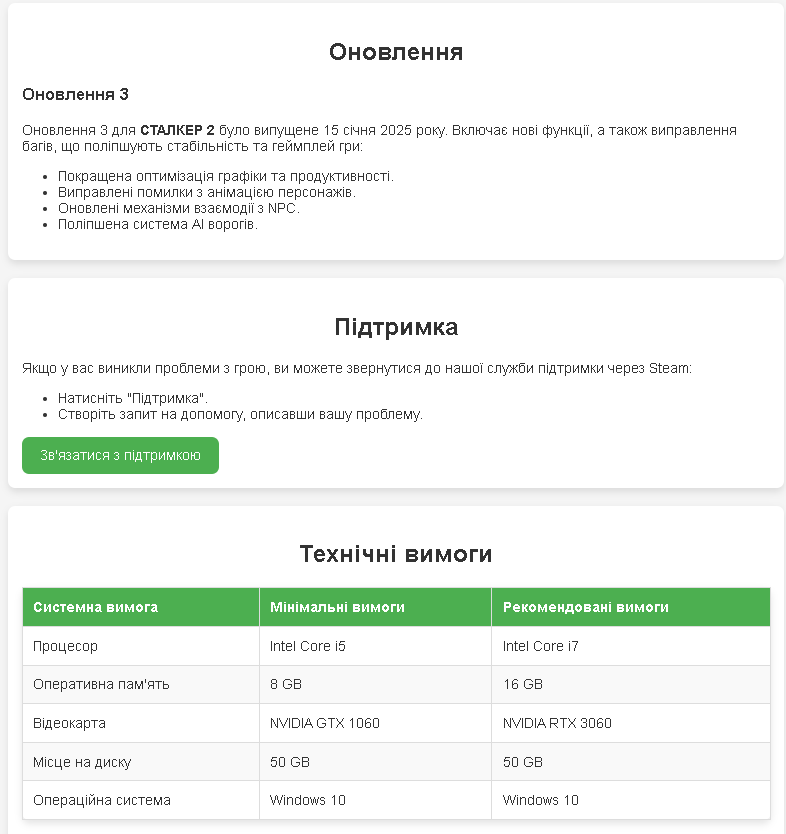 Оновлення
Оновлення 3
Оновлення 3 для СТАЛКЕР 2 було випущене 15 січня 2025 року. Включає нові функції, а також виправлення
багів, що поліпшують стабільність та геймплей гри:
• Покращена оптимізація графіки та продуктивності.
• Виправлені помилки з анімацією персонажів.
• Оновлені механізми взаємодії з NPC.
• Поліпшена система AI ворогів.
Підтримка
Якщо у вас виникли проблеми з грою, ви можете звернутися до нашої служби підтримки через Steam:
• Натисніть "Підтримка".
• Створіть запит на допомогу, описавши вашу проблему.
Зв'язатися з підтримкою
Технічні вимоги
Системна вимога Мінімальні вимоги Рекомендовані вимоги
Процесор Intel Core i5 Intel Core i7
Оперативна пам'ять 8 GB 16 GB
Відеокарта NVIDIA GTX 1060 NVIDIA RTX 3060
Місце на диску 50 GB 50 GB
Операційна система Windows 10 Windows 10